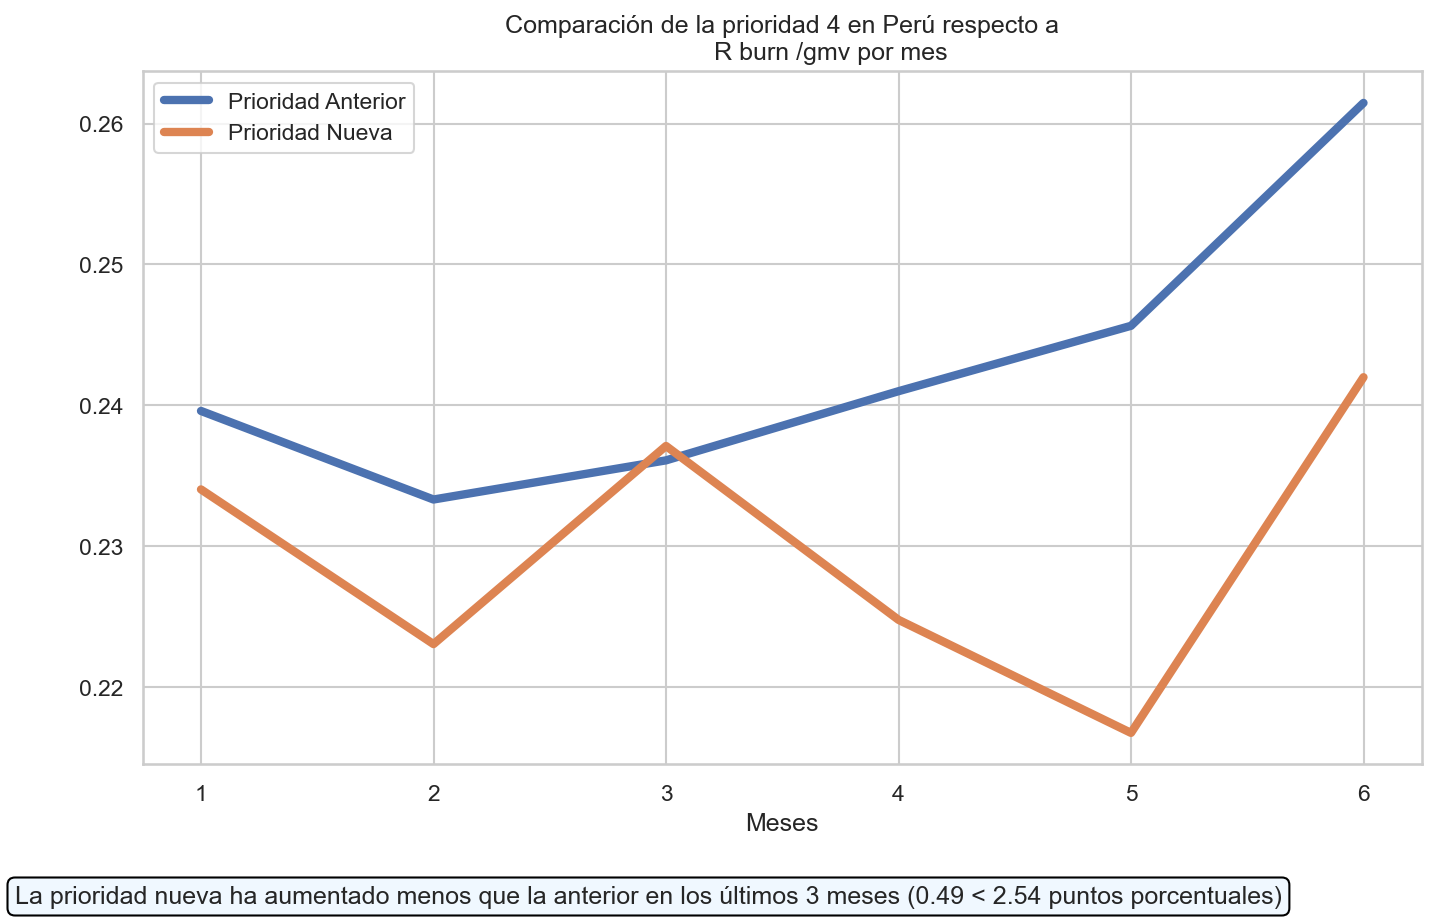 Comparación de la prioridad 4 en Perú respecto a
R burn /gmv por mes
Prioridad Anterior
Prioridad Nueva
0.26
0.25
0.24
0.23
0.22
1 2 3 4 5 6
Meses
La prioridad nueva ha aumentado menos que la anterior en los últimos 3 meses (0.49 < 2.54 puntos porcentuales)